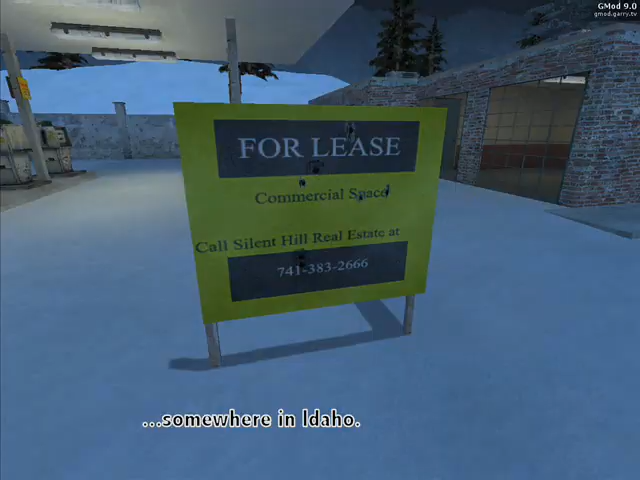 GMod 9.0
gmod.garry.tv
FOR LEASE
Commercial Space
Call Silent Hill Real Estate at
741-383-2666
...somewhere in Idaho.